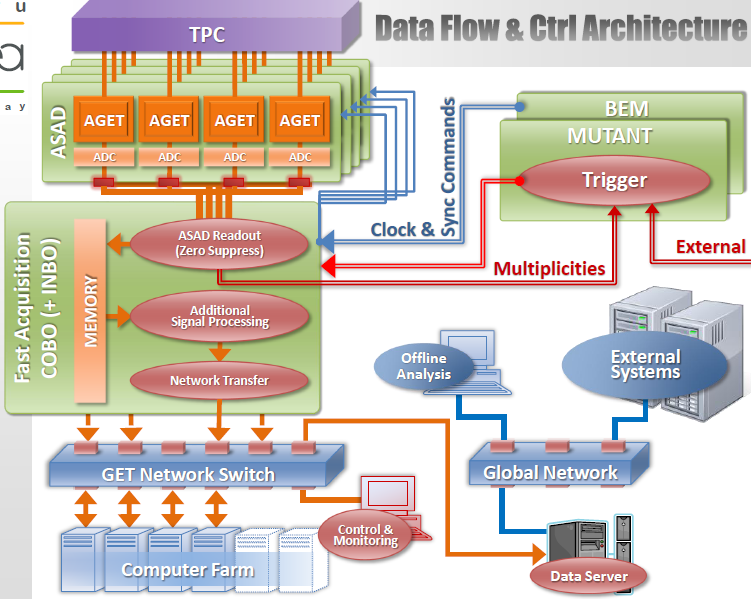 u
a
a y
TPC
Data Flow & Ctrl Architecture
ASAD
AGET
AGET
AGET
AGET
ADC
ADC
ADC
ADC
BEM
MUTANT
Trigger
Clock &
Sync Commands
External
Multiplicities
Fast Acquisition
COBO (+ INBO)
MEMORY
ASAD Readout
(Zero Suppress)
Additional
Signal Processing
Network Transfer
Offline
Analysis
External
Systems
GET Network Switch
Global Network
Control &
Monitoring
Computer Farm
Data Server